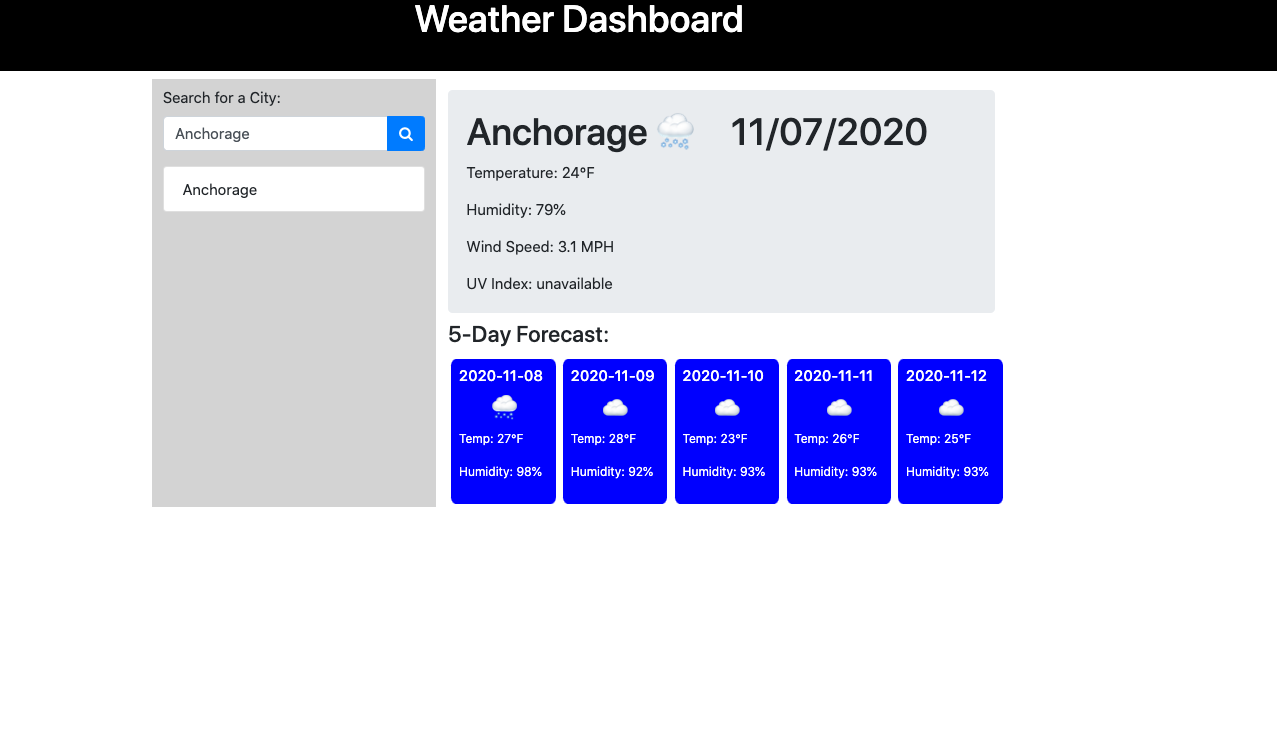 Weather Dashboard
Search for a City:
Anchorage
Anchorage
Anchorage 11/07/2020
Temperature: 24°F
Humidity: 79%
Wind Speed: 3.1 MPH
UV Index: unavailable
5-Day Forecast:
2020-11-08
Temp: 27°F
Humidity: 98%
2020-11-09
Temp: 28°F
Humidity: 92%
2020-11-10
Temp: 23°F
Humidity: 93%
2020-11-11
Temp: 26°F
Humidity: 93%
2020-11-12
Temp: 25°F
Humidity: 93%